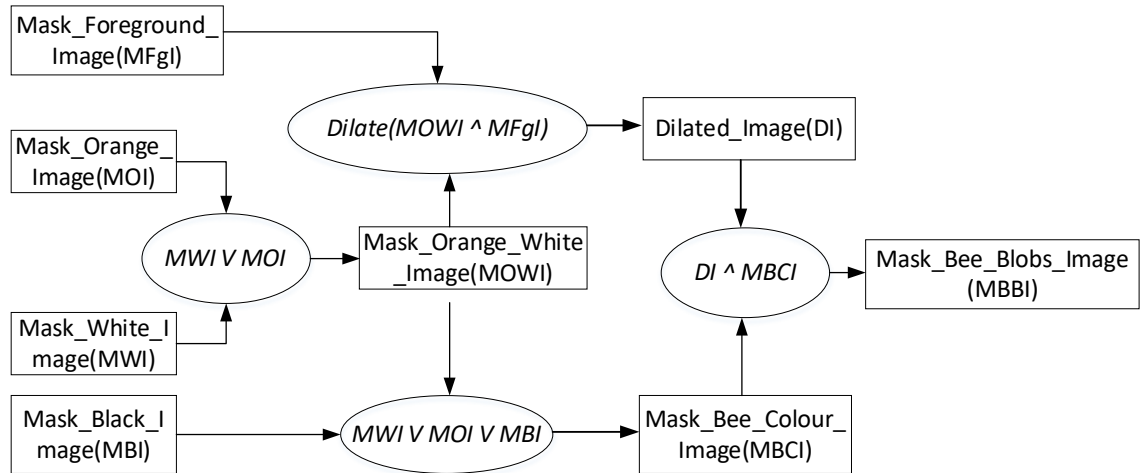 Mask_Foreground_
Image(MFgI)
Dilate(MOWI ^ MFgI)
Dilated_Image(DI)
Mask_Orange_
Image(MOI)
MWI V MOI
Mask_Orange_White
_Image(MOWI)
DI ^ MBCI
Mask_Bee_Blobs_Image
(MBBI)
Mask_White_I
mage(MWI)
Mask_Black_I
mage(MBI)
MWI V MOI V MBI
Mask_Bee_Colour_
Image(MBCI)